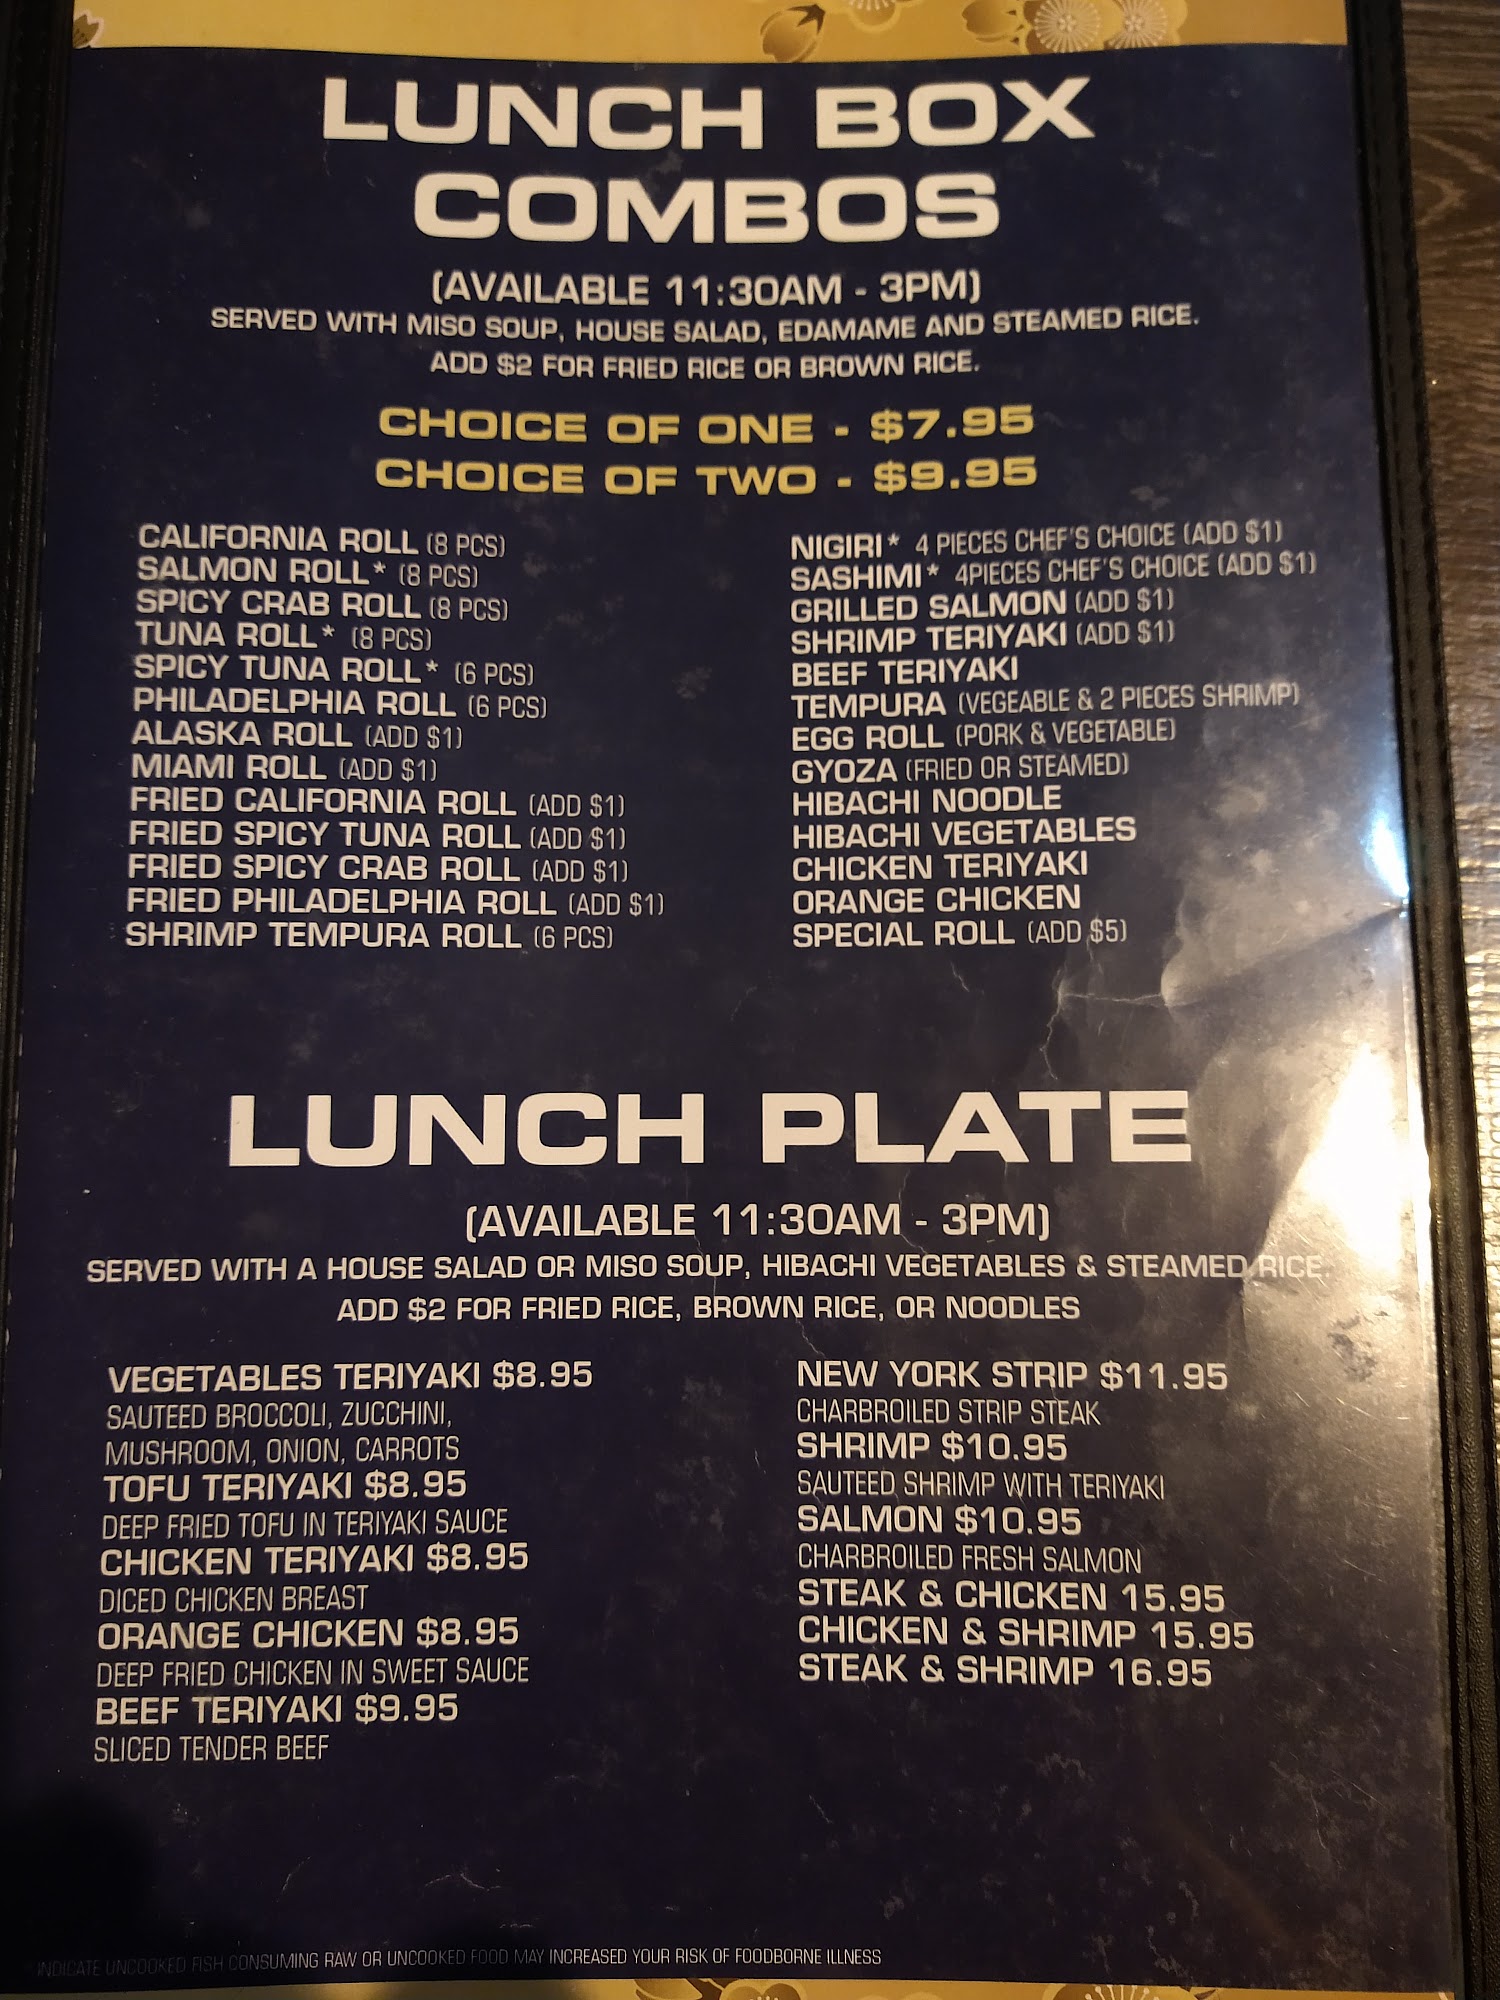 LUNCH BOX
COMBOS
(AVAILABLE 11:30AM - 3PM)
SERVED WITH MISO SOUP, HOUSE SALAD, EDAMAME AND STEAMED RICE.
ADD $2 FOR FRIED RICE OR BROWN RICE.
CHOICE OF ONE - $7.95
CHOICE OF TWO - $9.95
CALIFORNIA ROLL (8 PCS)
SALMON ROLL* (8 PCS)
SPICY CRAB ROLL (8 PCS)
TUNA ROLL* (8 PCS)
SPICY TUNA ROLL* (6 PCS)
PHILADELPHIA ROLL (6 PCS)
ALASKA ROLL (ADD $1)
MIAMI ROLL (ADD $1)
FRIED CALIFORNIA ROLL (ADD $1)
FRIED SPICY TUNA ROLL (ADD $1)
FRIED SPICY CRAB ROLL (ADD $1)
FRIED PHILADELPHIA ROLL (ADD $1)
SHRIMP TEMPURA ROLL (6 PCS)
NIGIRI* 4 PIECES CHEF'S CHOICE (ADD $1)
SASHIMI* 4PIECES CHEF'S CHOICE (ADD $1)
GRILLED SALMON (ADD $1)
SHRIMP TERIYAKI (ADD $1)
BEEF TERIYAKI
TEMPURA (VEGEABLE & 2 PIECES SHRIMP)
EGG ROLL (PORK & VEGETABLE)
GYOZA (FRIED OR STEAMED)
HIBACHI NOODLE
HIBACHI VEGETABLES
CHICKEN TERIYAKI
ORANGE CHICKEN
SPECIAL ROLL (ADD $5)
LUNCH PLATE
(AVAILABLE 11:30AM - 3PM)
SERVED WITH A HOUSE SALAD OR MISO SOUP, HIBACHI VEGETABLES & STEAMED RICE.
ADD $2 FOR FRIED RICE, BROWN RICE, OR NOODLES
VEGETABLES TERIYAKI $8.95
SAUTEED BROCCOLI, ZUCCHINI,
MUSHROOM, ONION, CARROTS
TOFU TERIYAKI $8.95
DEEP FRIED TOFU IN TERIYAKI SAUCE
CHICKEN TERIYAKI $8.95
DICED CHICKEN BREAST
ORANGE CHICKEN $8.95
DEEP FRIED CHICKEN IN SWEET SAUCE
BEEF TERIYAKI $9.95
SLICED TENDER BEEF
NEW YORK STRIP $11.95
CHARBROILED STRIP STEAK
SHRIMP $10.95
SAUTEED SHRIMP WITH TERIYAKI
SALMON $10.95
CHARBROILED FRESH SALMON
STEAK & CHICKEN 15.95
CHICKEN & SHRIMP 15.95
STEAK & SHRIMP 16.95
INDICATE UNCOOKED FISH CONSUMING RAW OR UNCOOKED FOOD MAY INCREASED YOUR RISK OF FOODBORNE ILLNESS